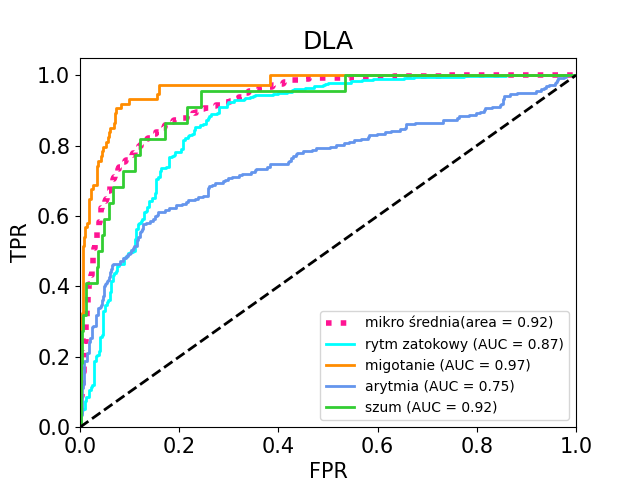 DLA
1.0
0.8
0.6
0.4
0.2
0.0
TPR
0.0 0.2 0.4 0.6 0.8 1.0
FPR
mikro średnia(area = 0.92)
rytm zatokowy (AUC = 0.87)
migotanie (AUC = 0.97)
arytmia (AUC = 0.75)
szum (AUC = 0.92)